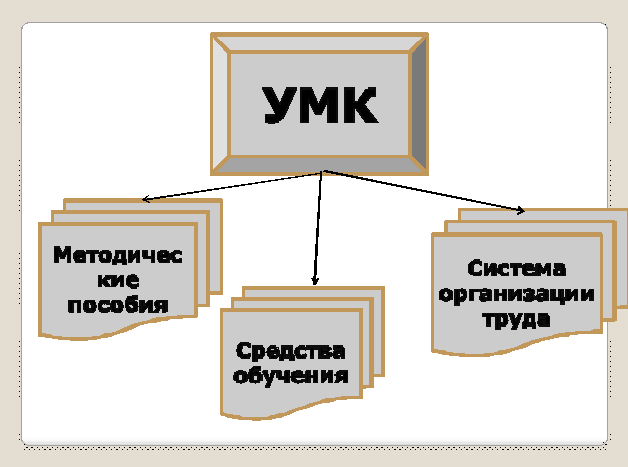 УМК
Методичес
кие
пособия
Средства
обучения
Система
организации
труда